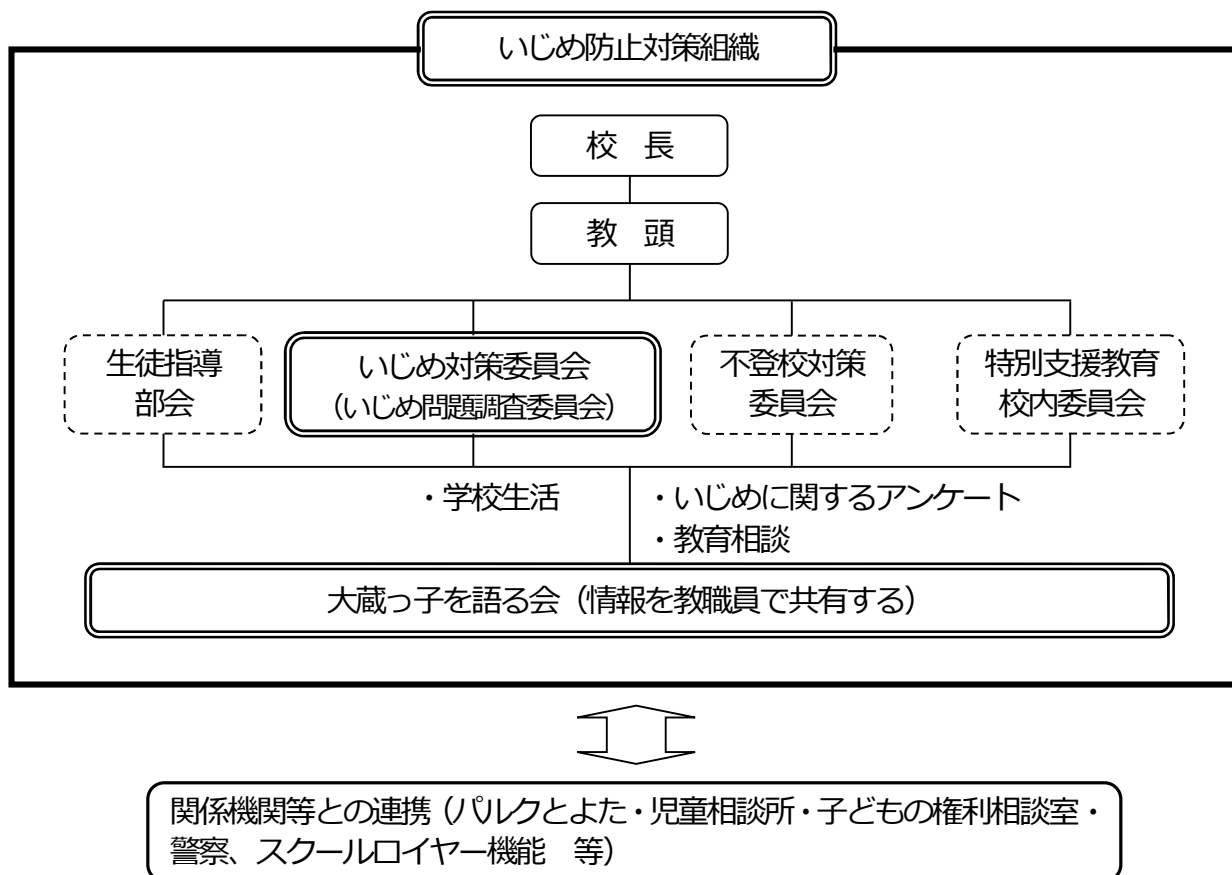 いじめ防止対策組織
校　長
教　頭
生徒指導
部会
いじめ対策委員会
（いじめ問題調査委員会）
不登校対策
委員会
特別支援教育
校内委員会
・学校生活
・いじめに関するアンケート
・教育相談
大蔵っ子を語る会（情報を教職員で共有する）
関係機関等との連携（パルクとよた・児童相談所・子どもの権利相談室・
警察、スクールロイヤー機能　等）